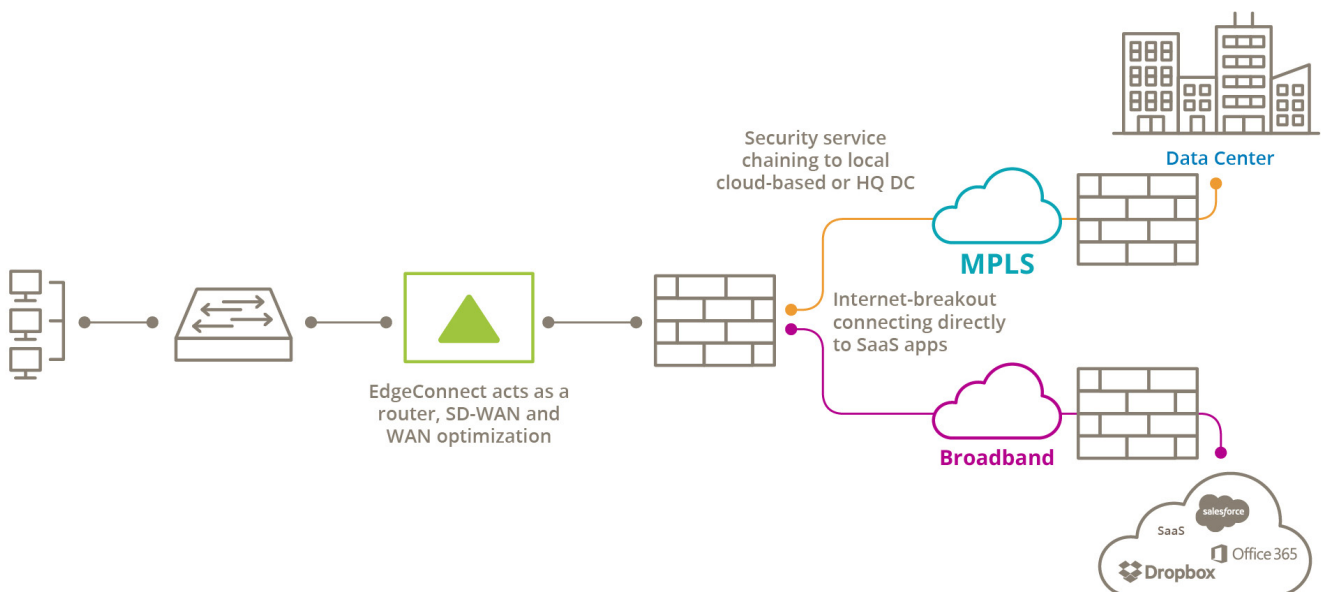 Security service
chaining to local
cloud-based or HQ DC
Data Center
MPLS
EdgeConnect acts as a
router, SD-WAN and
WAN optimization
Internet-breakout
connecting directly
to SaaS apps
Broadband
salesforce
SaaS
Office 365
Dropbox